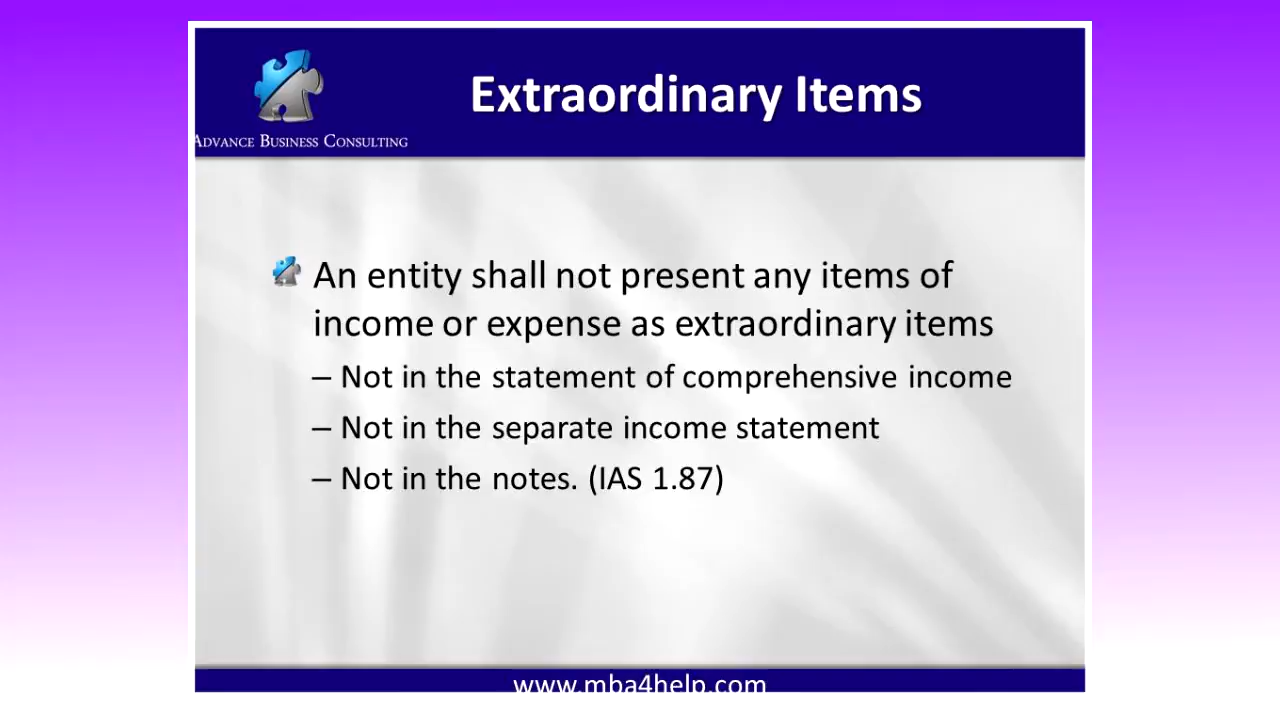 Extraordinary Items
ADVANCE BUSINESS CONSULTING
An entity shall not present any items of
income or expense as extraordinary items
– Not in the statement of comprehensive income
– Not in the separate income statement
– Not in the notes. (IAS 1.87)
www.mba4help.com